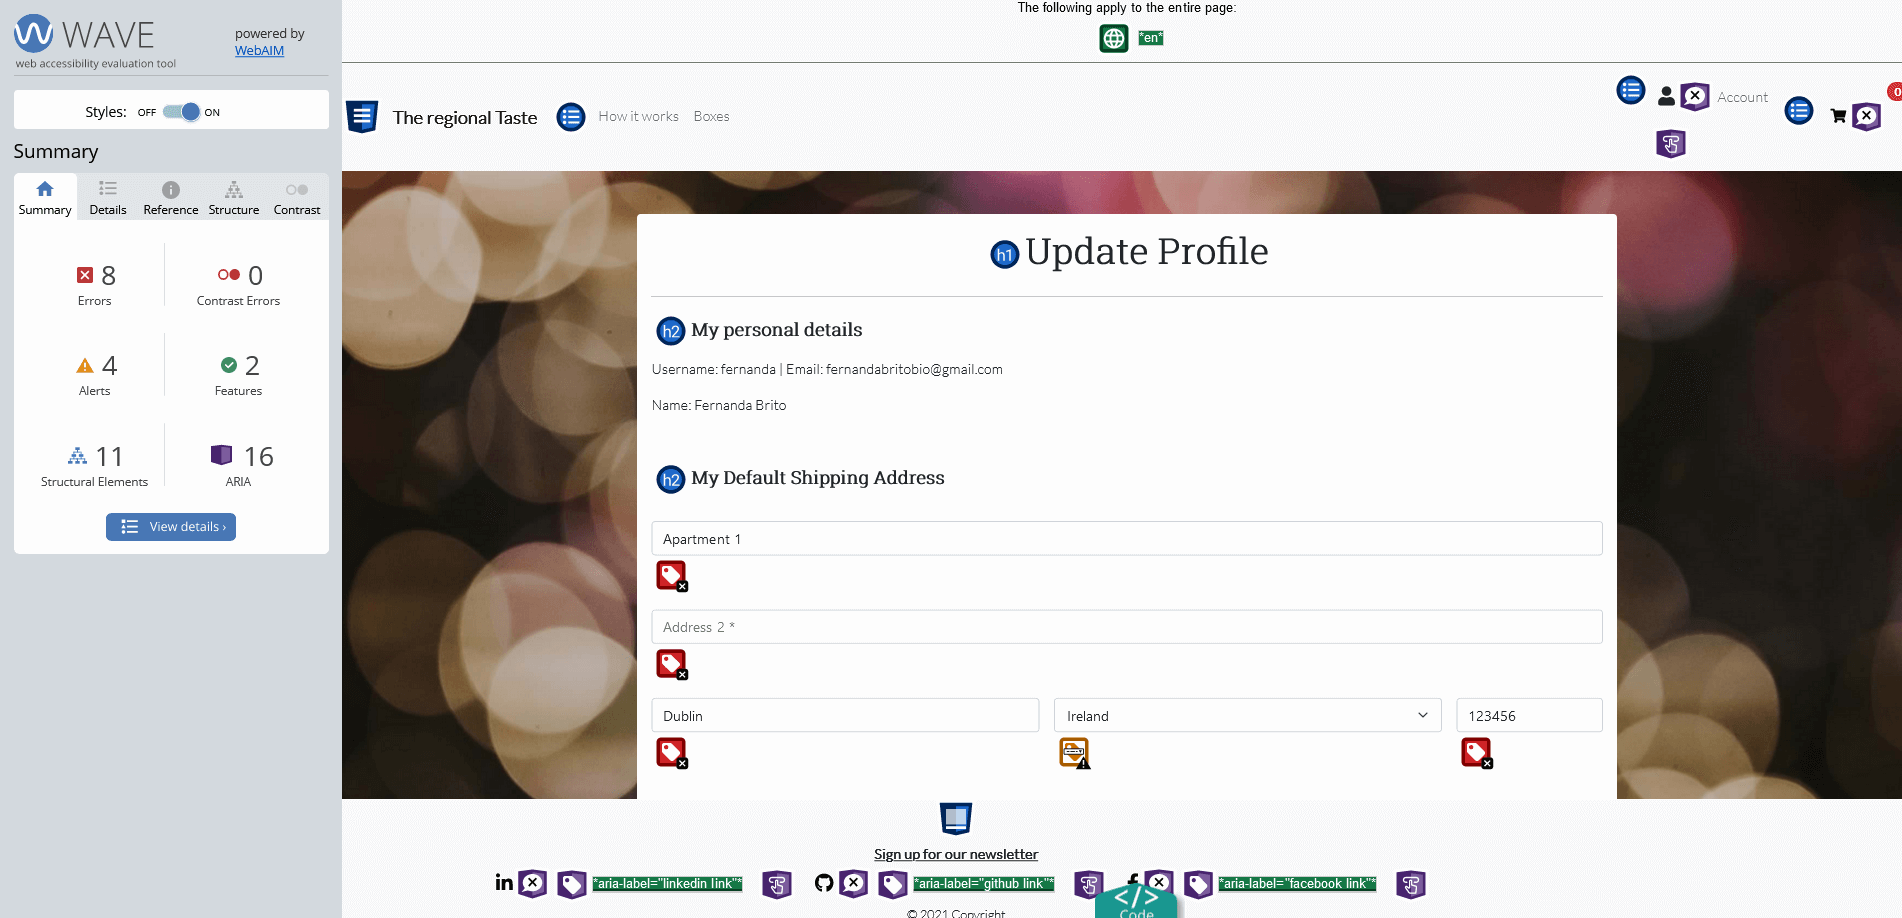 WAVE
web accessibility evaluation tool
powered by
WebAIM
Styles: OFF ON
Summary
Summary Details Reference Structure Contrast
8
Errors
0
Contrast Errors
4
Alerts
2
Features
11
Structural Elements
16
ARIA
View details ›
The following apply to the entire page:
*en*
The regional Taste
How it works Boxes
Account
0
h1 Update Profile
h2 My personal details
Username: fernanda | Email: fernandabritobio@gmail.com
Name: Fernanda Brito
h2 My Default Shipping Address
Apartment 1
Address 2 *
Dublin
Ireland
123456
Sign up for our newsletter
*aria-label="linkedin link"*
*aria-label="github link"*
*aria-label="facebook link"*
</> Code
© 2021 Copyright